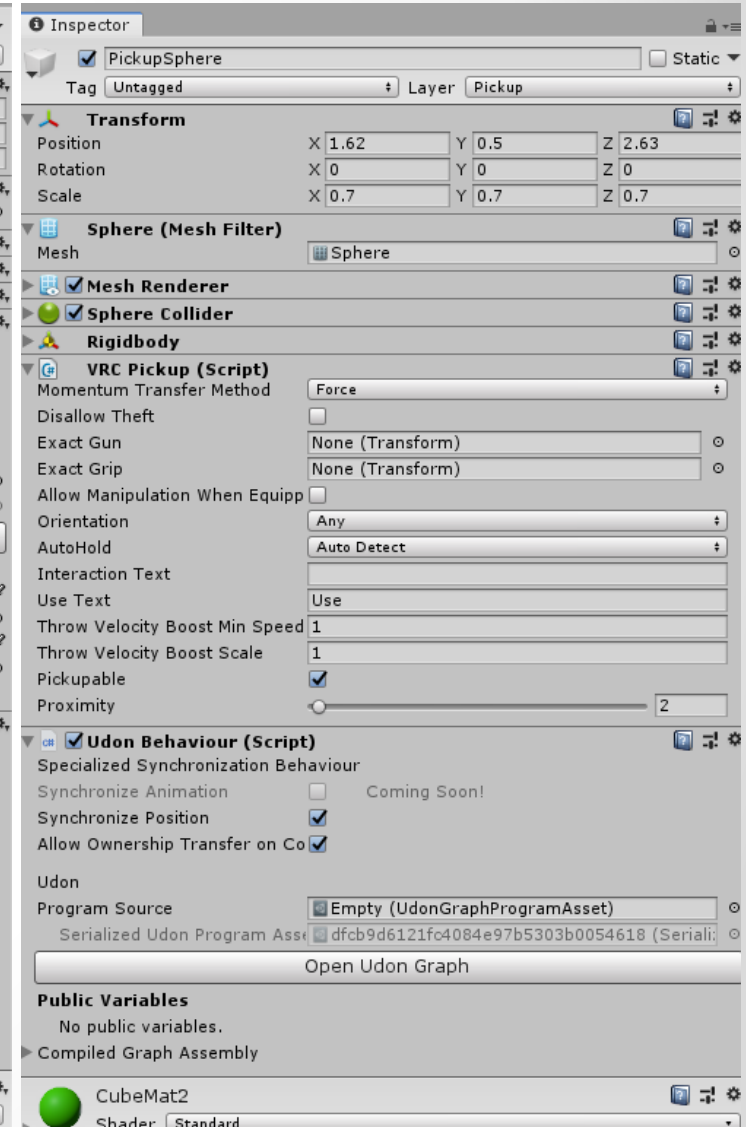 Inspector
PickupSphere Static
Tag Untagged Layer Pickup
Transform
Position X 1.62 Y 0.5 Z 2.63
Rotation X 0 Y 0 Z 0
Scale X 0.7 Y 0.7 Z 0.7
Sphere (Mesh Filter)
Mesh Sphere
Mesh Renderer
Sphere Collider
Rigidbody
VRC Pickup (Script)
Momentum Transfer Method Force
Disallow Theft
Exact Gun None (Transform)
Exact Grip None (Transform)
Allow Manipulation When Equipp
Orientation Any
AutoHold Auto Detect
Interaction Text
Use Text Use
Throw Velocity Boost Min Speed 1
Throw Velocity Boost Scale 1
Pickupable
Proximity 2
Udon Behaviour (Script)
Specialized Synchronization Behaviour
Synchronize Animation Coming Soon!
Synchronize Position
Allow Ownership Transfer on Co
Udon
Program Source Empty (UdonGraphProgramAsset)
Serialized Udon Program Asse dfcb9d6121fc4084e97b5303b0054618 (Seriali
Open Udon Graph
Public Variables
No public variables.
Compiled Graph Assembly
CubeMat2
Shader Standard